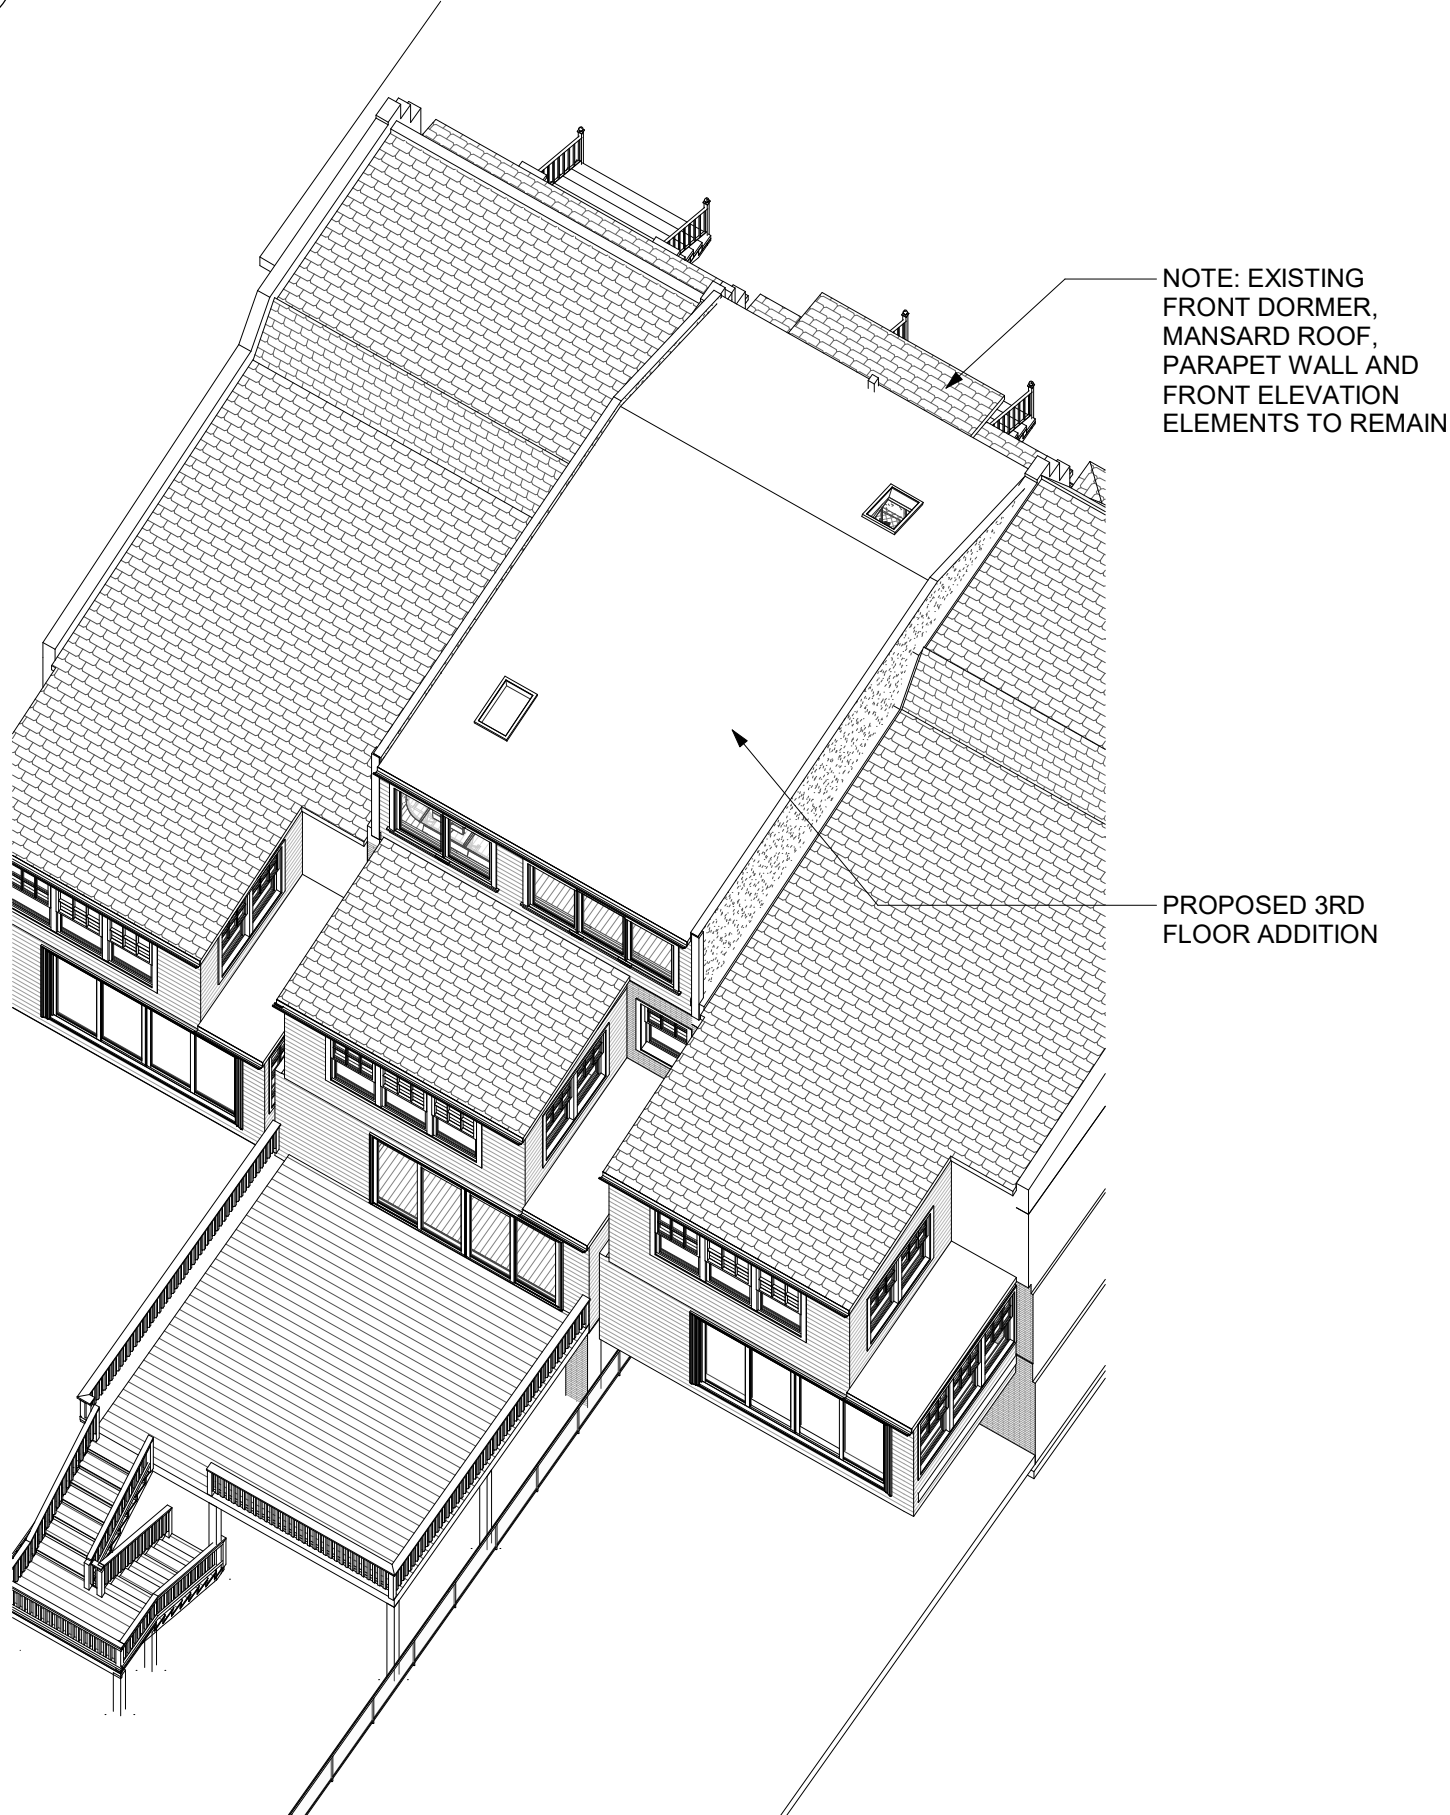 NOTE: EXISTING
FRONT DORMER,
MANSARD ROOF,
PARAPET WALL AND
FRONT ELEVATION
ELEMENTS TO REMAIN
PROPOSED 3RD
FLOOR ADDITION